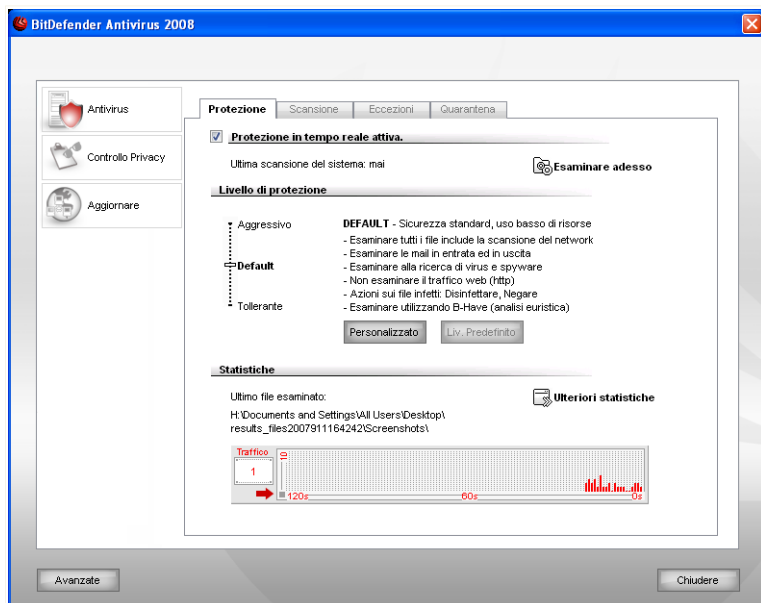 BitDefender Antivirus 2008
Antivirus
Controllo Privacy
Aggiornare
Protezione
Scansione
Eccezioni
Quarantena
Protezione in tempo reale attiva.
Ultima scansione del sistema: mai
Esaminare adesso
Livello di protezione
Aggressivo
Default
Tollerante
DEFAULT - Sicurezza standard, uso basso di risorse
- Esaminare tutti i file include la scansione del network
- Esaminare le mail in entrata ed in uscita
- Esaminare alla ricerca di virus e spyware
- Non esaminare il traffico web (http)
- Azioni sui file infetti: Disinfettare, Negare
- Esaminare utilizzando B-Have (analisi euristica)
Personalizzato
Liv. Predefinito
Statistiche
Ultimo file esaminato:
Ulteriori statistiche
H:\Documents and Settings\All Users\Desktop\
results_files2007911164242\Screenshots\
Traffico
1
10
120s
60s
0s
Avanzate
Chiudere